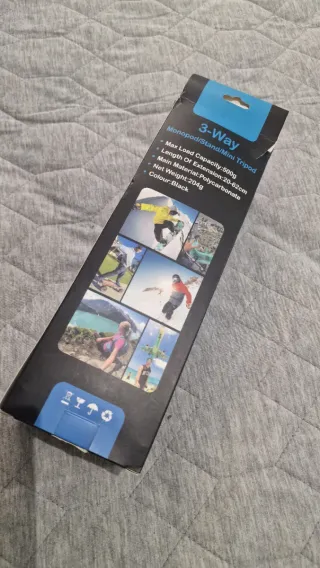 3-Way
Monopod/Stand/Mini Tripod
• Max Load Capacity:500g
• Length Of Extension:20-62cm
• Main Material:Polycarbonate
• Net Weight:204g
• Colour:Black